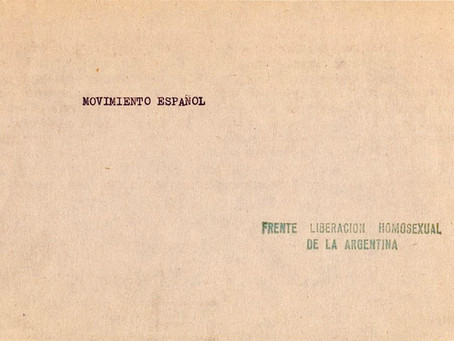 MOVIMIENTO ESPAÑOL
FRENTE LIBERACION HOMOSEXUAL
DE LA ARGENTINA